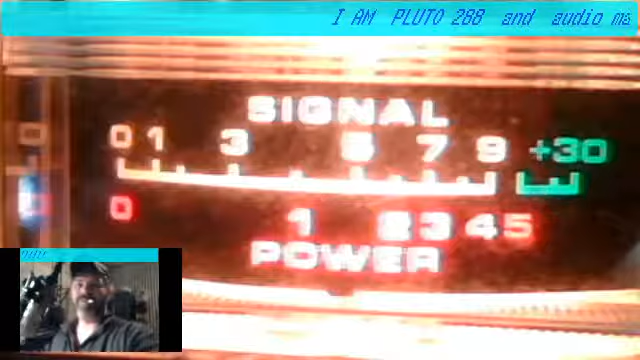 I AM PLUTO 288 and audio ma
SIGNAL
0 1 3 5 7 9 +30
0 1 2 3 4 5
POWER